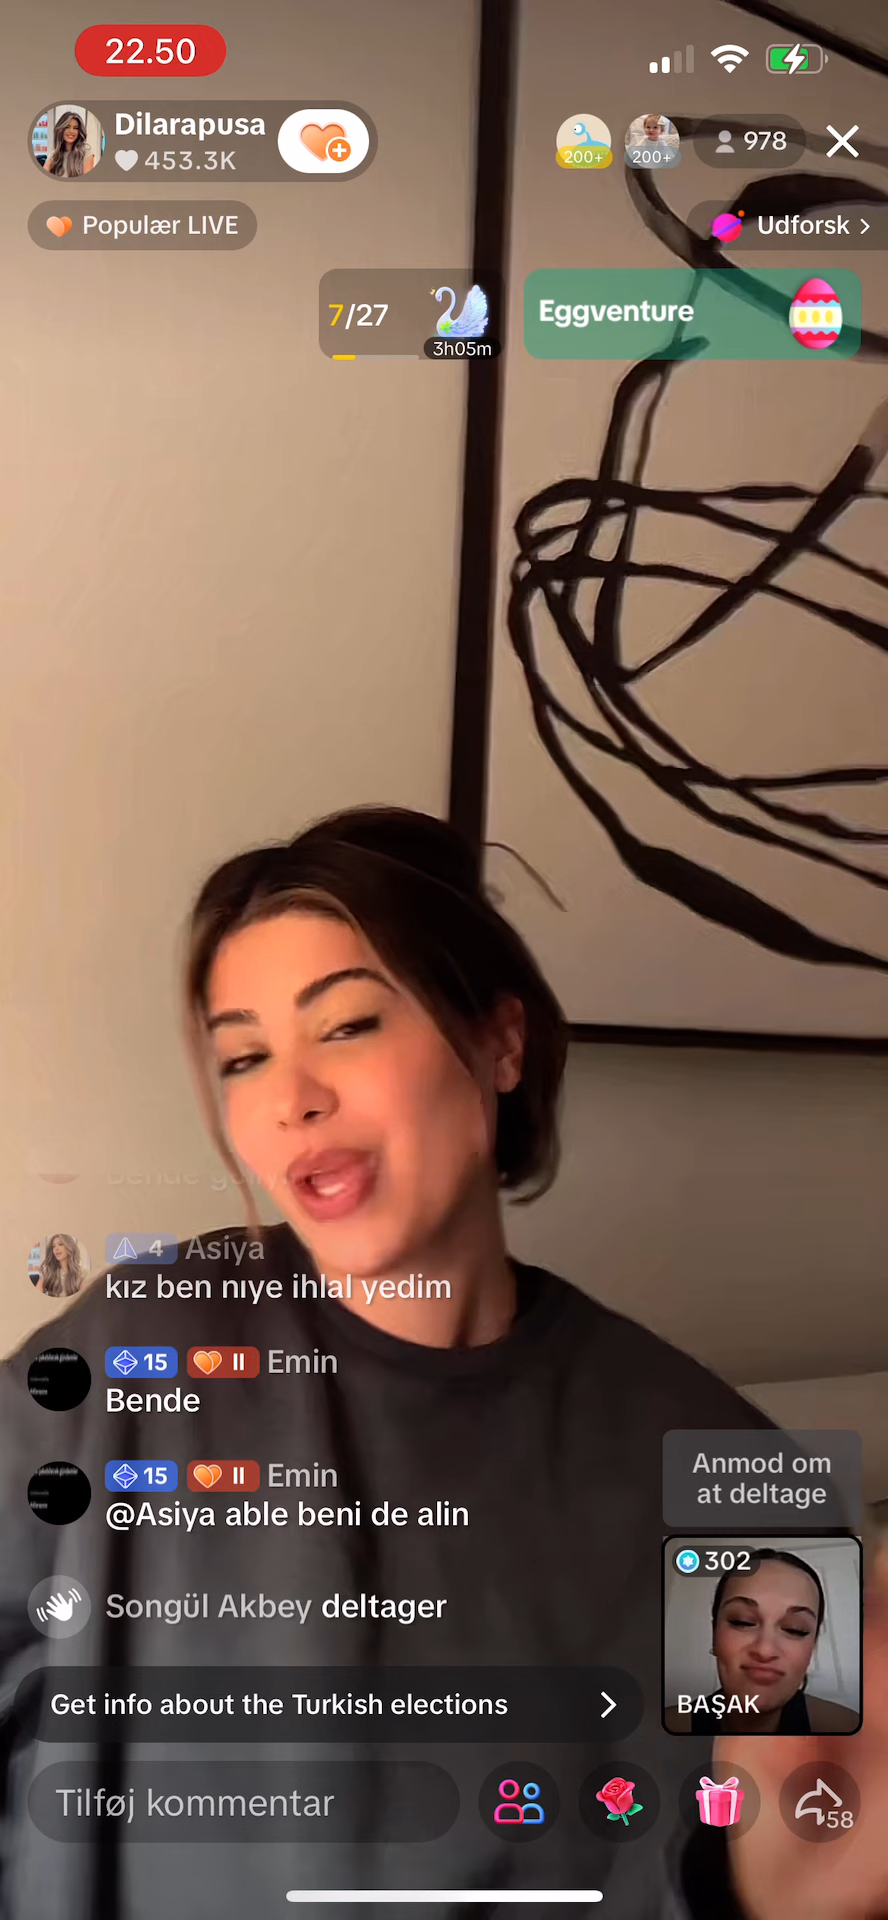 22.50
Dilarapusa
453.3K
200+
200+
978
Populær LIVE
Udforsk >
7/27
3h05m
Eggventure
4 Asiya
kız ben nıye ihlal yedim
15 II Emin
Bende
15 II Emin
@Asiya able beni de alin
Songül Akbey deltager
Anmod om
at deltage
302
BAŞAK
Get info about the Turkish elections
Tilføj kommentar
58